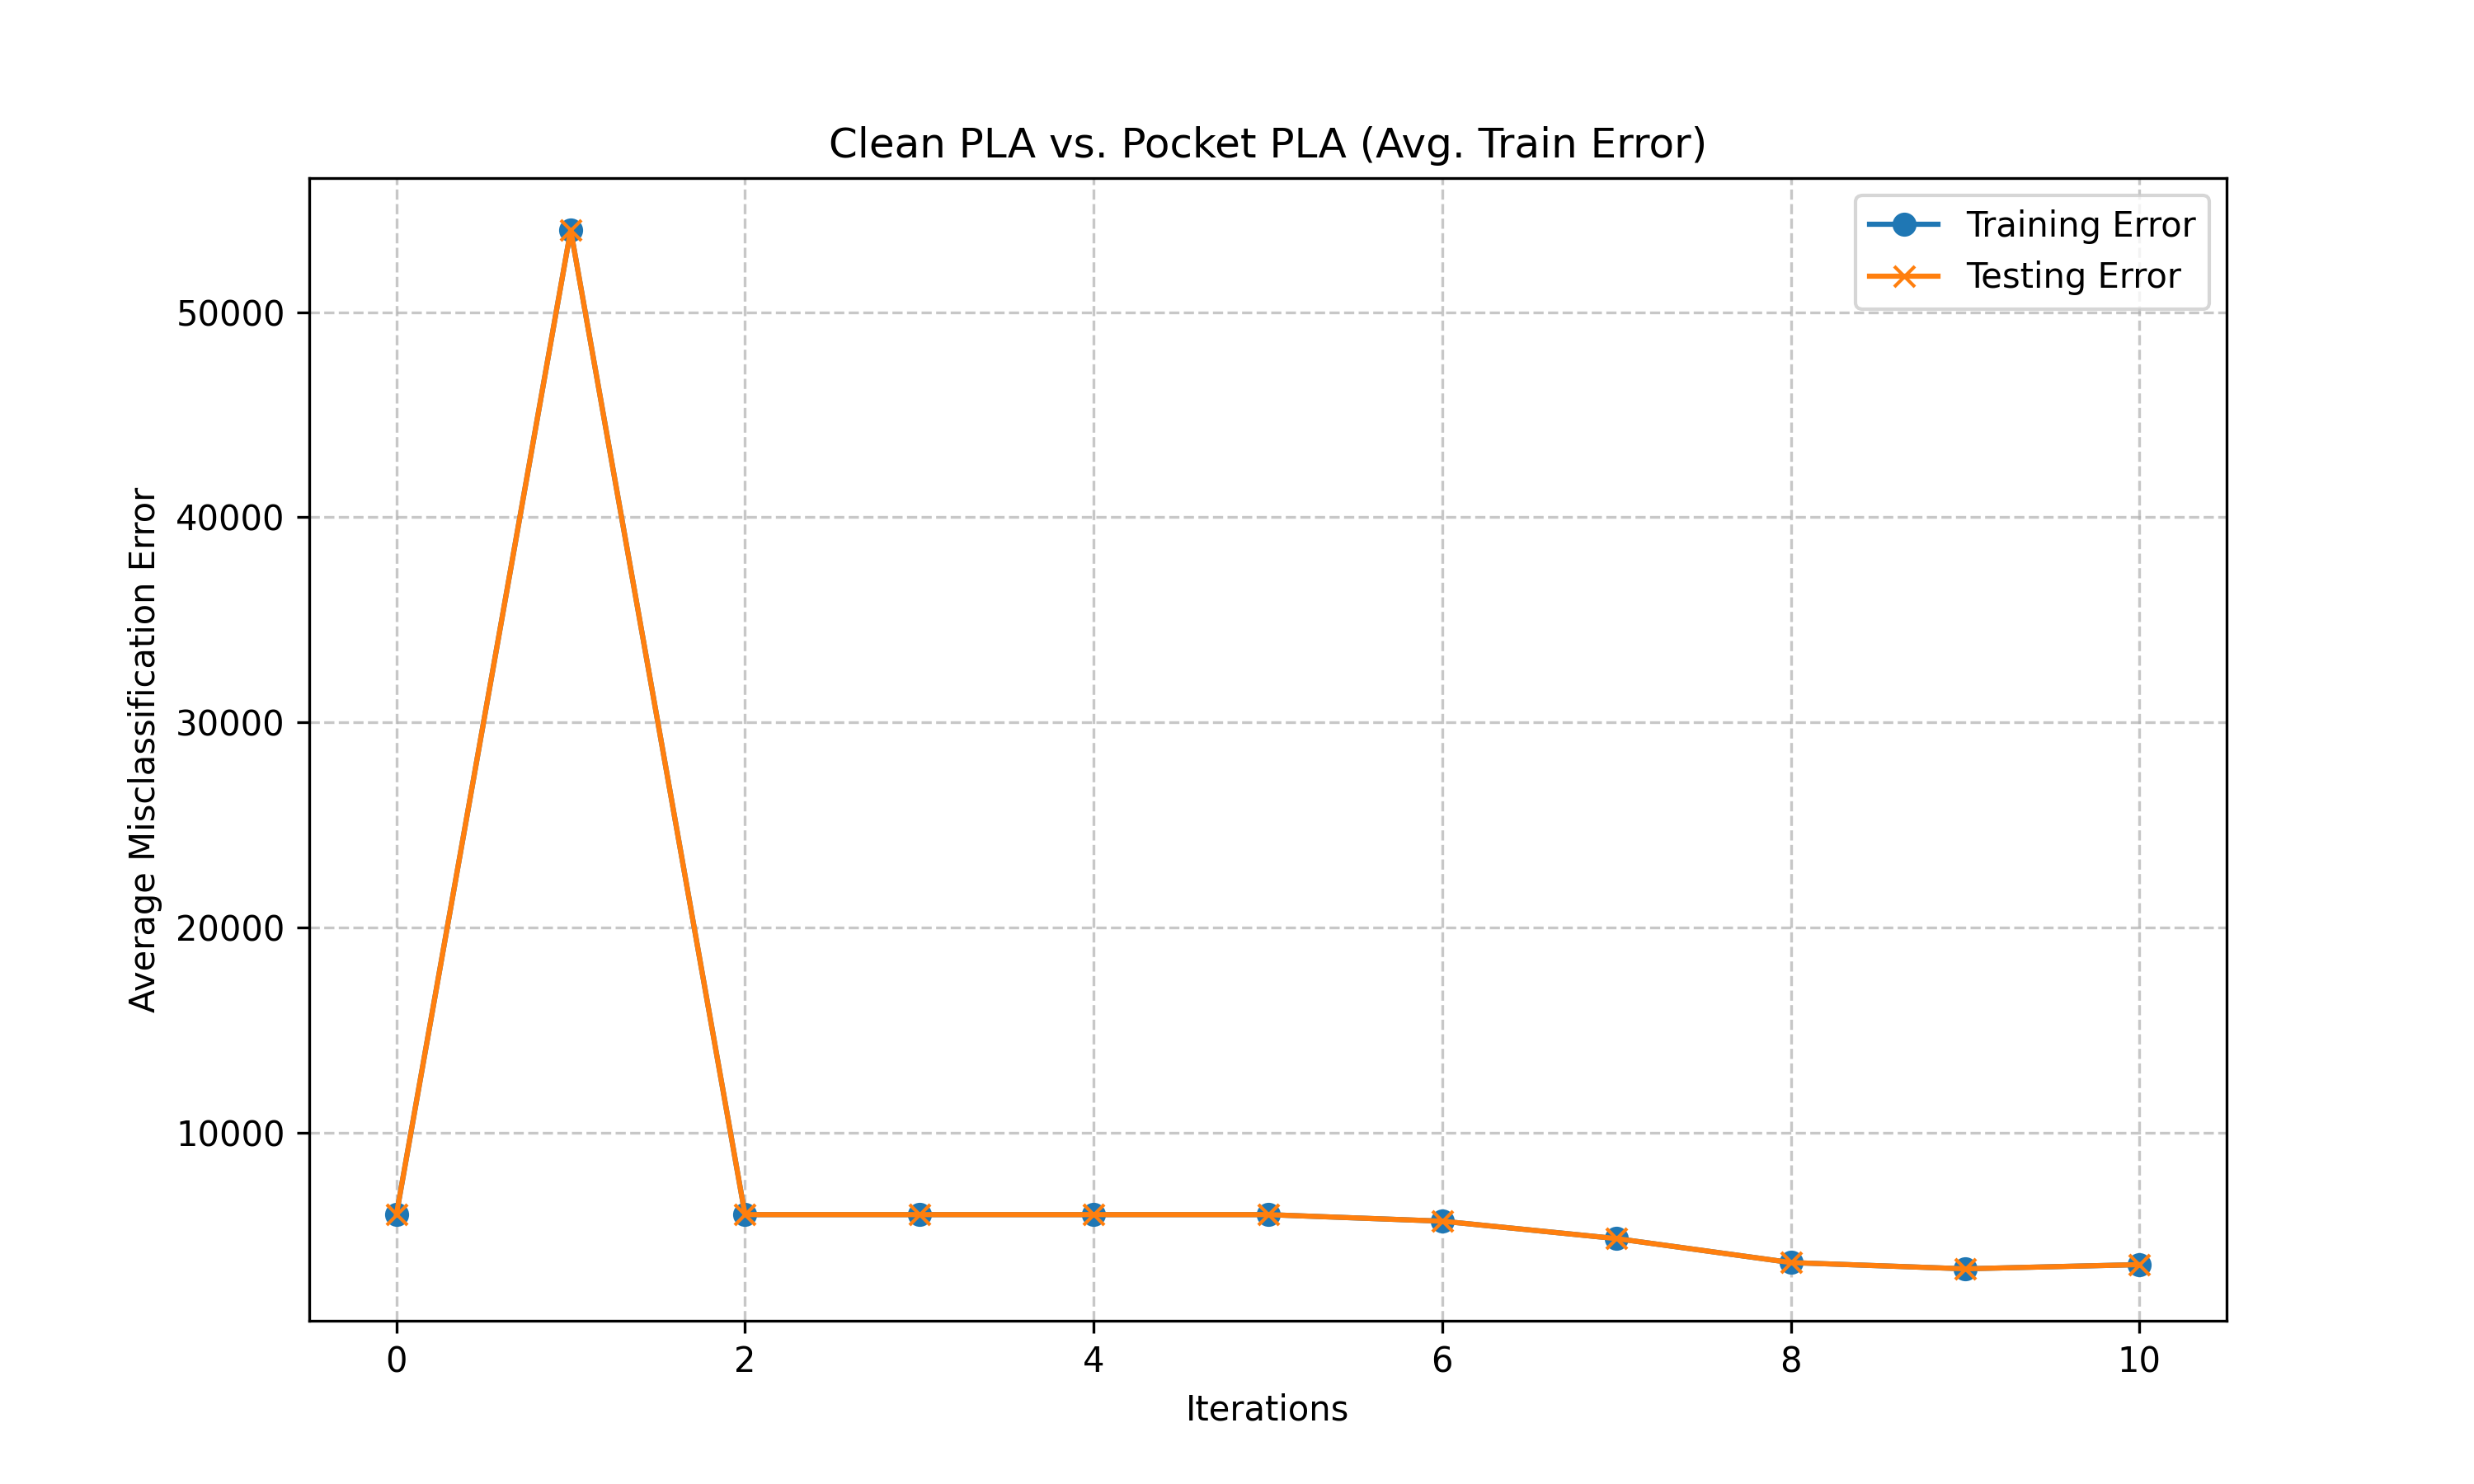 Clean PLA vs. Pocket PLA (Avg. Train Error)
Training Error
Testing Error
Average Misclassification Error
50000
40000
30000
20000
10000
0 2 4 6 8 10
Iterations